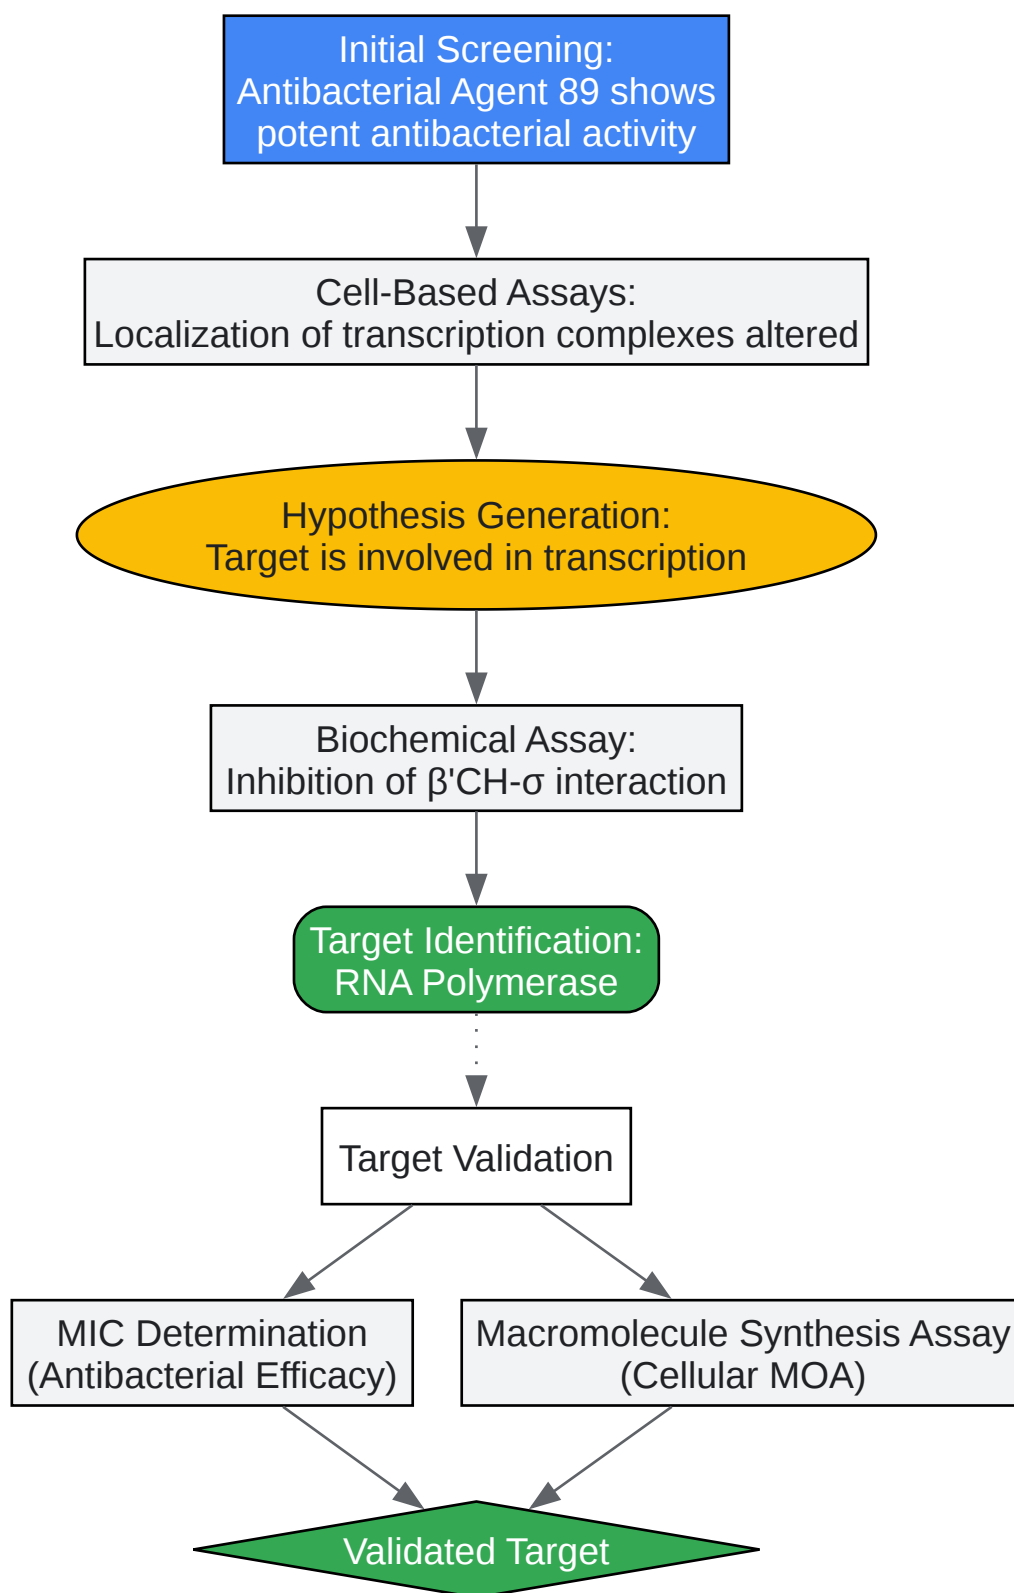 Initial Screening:
Antibacterial Agent 89 shows
potent antibacterial activity
Cell-Based Assays:
Localization of transcription complexes altered
Hypothesis Generation:
Target is involved in transcription
Biochemical Assay:
Inhibition of β'CH-σ interaction
Target Identification:
RNA Polymerase
Target Validation
MIC Determination
(Antibacterial Efficacy)
Macromolecule Synthesis Assay
(Cellular MOA)
Validated Target